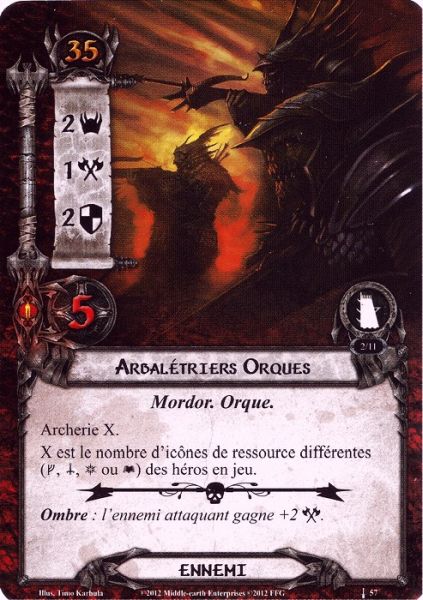 35
2
1
2
5
2/11
Arbalétriers Orques
Mordor. Orque.
Archerie X.
X est le nombre d'icônes de ressource différentes
( , , ou ) des héros en jeu.
Ombre : l'ennemi attaquant gagne +2 .
ENNEMI
Illus. Timo Karhula ©2012 Middle-earth Enterprises ©2012 FFG 57